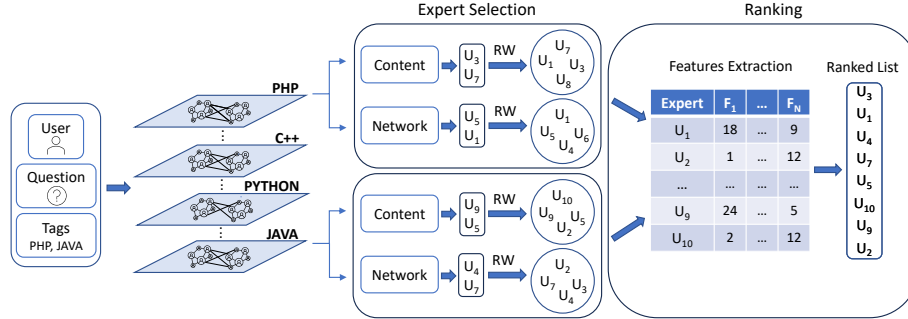 Expert Selection
Ranking
User
Question
?
Tags
PHP, JAVA
PHP
C++
PYTHON
JAVA
Content
U3
U7
RW
U7
U1 U3
U8
Network
U5
U1
RW
U1
U5 U6
U4
Content
U9
U5
RW
U10
U9 U5
U2
Network
U4
U7
RW
U2
U7 U3
U4
Features Extraction
Expert F1 ... FN
U1 18 ... 9
U2 1 ... 12
... ... ... ...
U9 24 ... 5
U10 2 ... 12
Ranked List
U3
U1
U4
U7
U5
U10
U9
U2